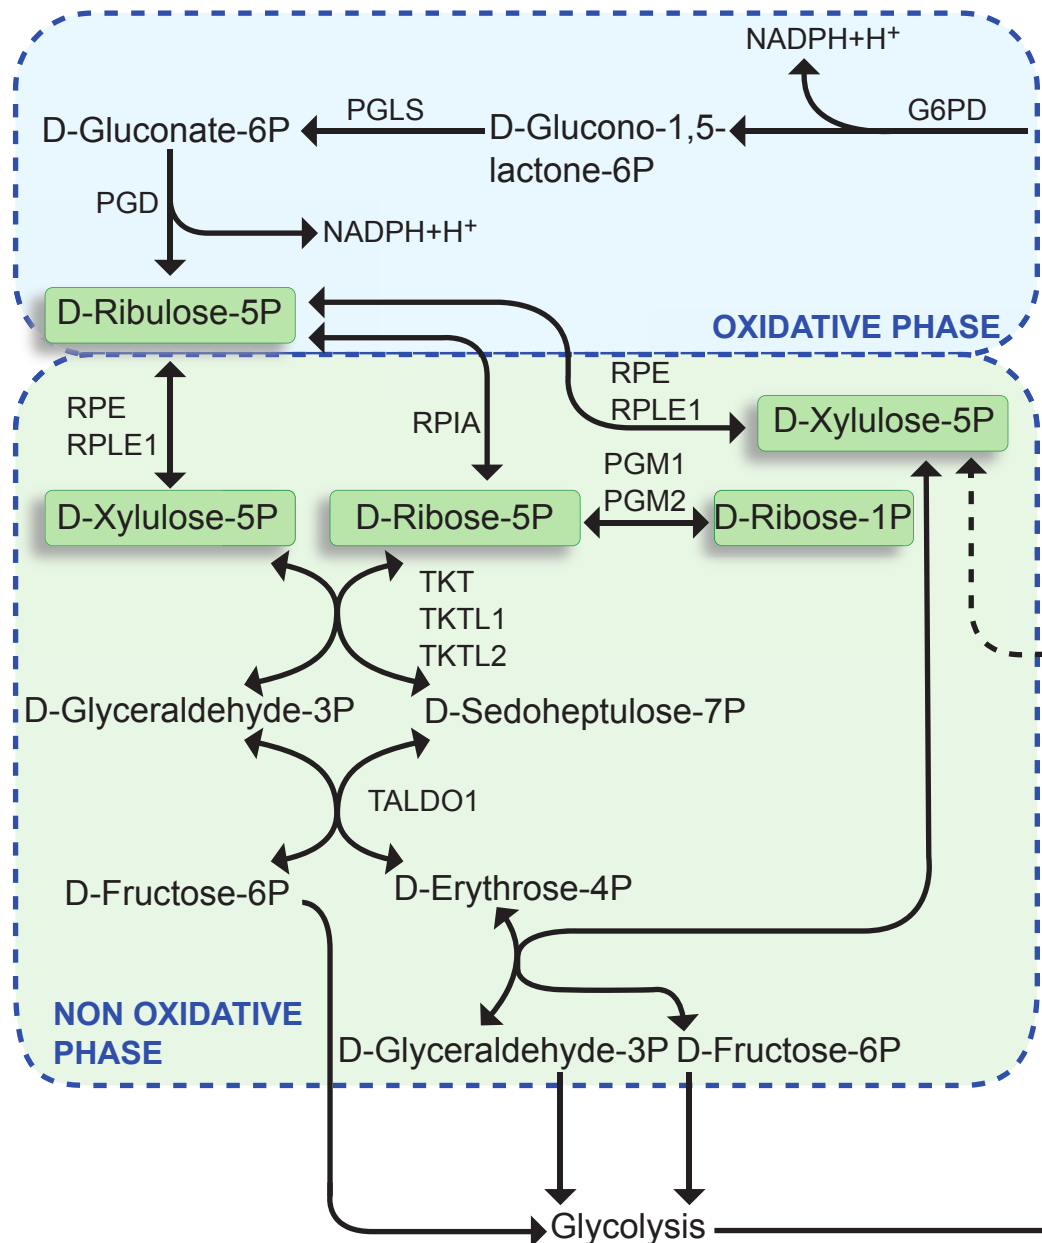 NADPH+H⁺
G6PD
PGLS
D-Gluconate-6P
D-Glucono-1,5-
lactone-6P
PGD
NADPH+H⁺
D-Ribulose-5P
OXIDATIVE PHASE
RPE
RPLE1
RPIA
RPE
RPLE1
D-Xylulose-5P
PGM1
PGM2
D-Xylulose-5P
D-Ribose-5P
D-Ribose-1P
TKT
TKTL1
TKTL2
D-Glyceraldehyde-3P
D-Sedoheptulose-7P
TALDO1
D-Fructose-6P
D-Erythrose-4P
NON OXIDATIVE
PHASE
D-Glyceraldehyde-3P
D-Fructose-6P
Glycolysis